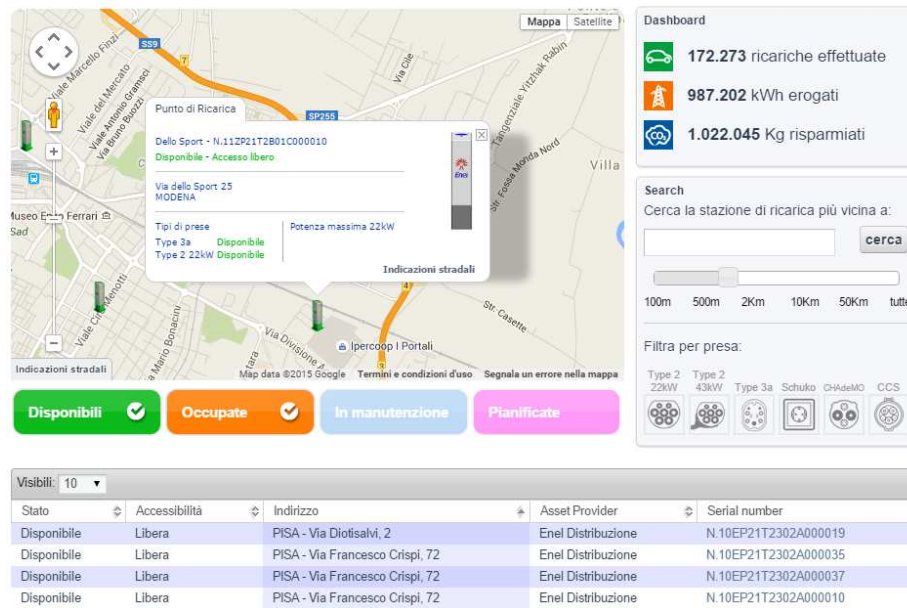 Mappa Satellite
Dashboard
172.273 ricariche effettuate
987.202 kWh erogati
CO2
1.022.045 Kg risparmiati
SS9
7
SP255
Viale Marcello Finzi
Viale del Mercato
Viale Antonio Gramsci
Via Bruno Buozzi
Via Cile
Tangenziale Yitzhak Rabin
Str. Fossa Monda Nord
Villa
Punto di Ricarica
Dello Sport - N.11ZP21T2B01C000010
Disponibile - Accesso libero
Enel
Via dello Sport 25
MODENA
Tipi di prese
Potenza massima 22kW
Type 3a Disponibile
Type 2 22kW Disponibile
Indicazioni stradali
Museo Enzo Ferrari
Sad
4
Str. Casette
Via Divisione A
Mario Bonacini
Ipercoop I Portali
3
Indicazioni stradali
Map data ©2015 Google Termini e condizioni d'uso Segnala un errore nella mappa
Search
Cerca la stazione di ricarica più vicina a:
cerca
100m 500m 2Km 10Km 50Km tutte
Filtra per presa:
Type 2 22kW
Type 2 43kW
Type 3a
Schuko
CHAdeMO
CCS
Disponibili
Occupate
In manutenzione
Pianificate
Visibili: 10
Stato Accessibilità Indirizzo Asset Provider Serial number
Disponibile Libera PISA - Via Diotisalvi, 2 Enel Distribuzione N.10EP21T2302A000019
Disponibile Libera PISA - Via Francesco Crispi, 72 Enel Distribuzione N.10EP21T2302A000035
Disponibile Libera PISA - Via Francesco Crispi, 72 Enel Distribuzione N.10EP21T2302A000037
Disponibile Libera PISA - Via Francesco Crispi, 72 Enel Distribuzione N.10EP21T2302A000010